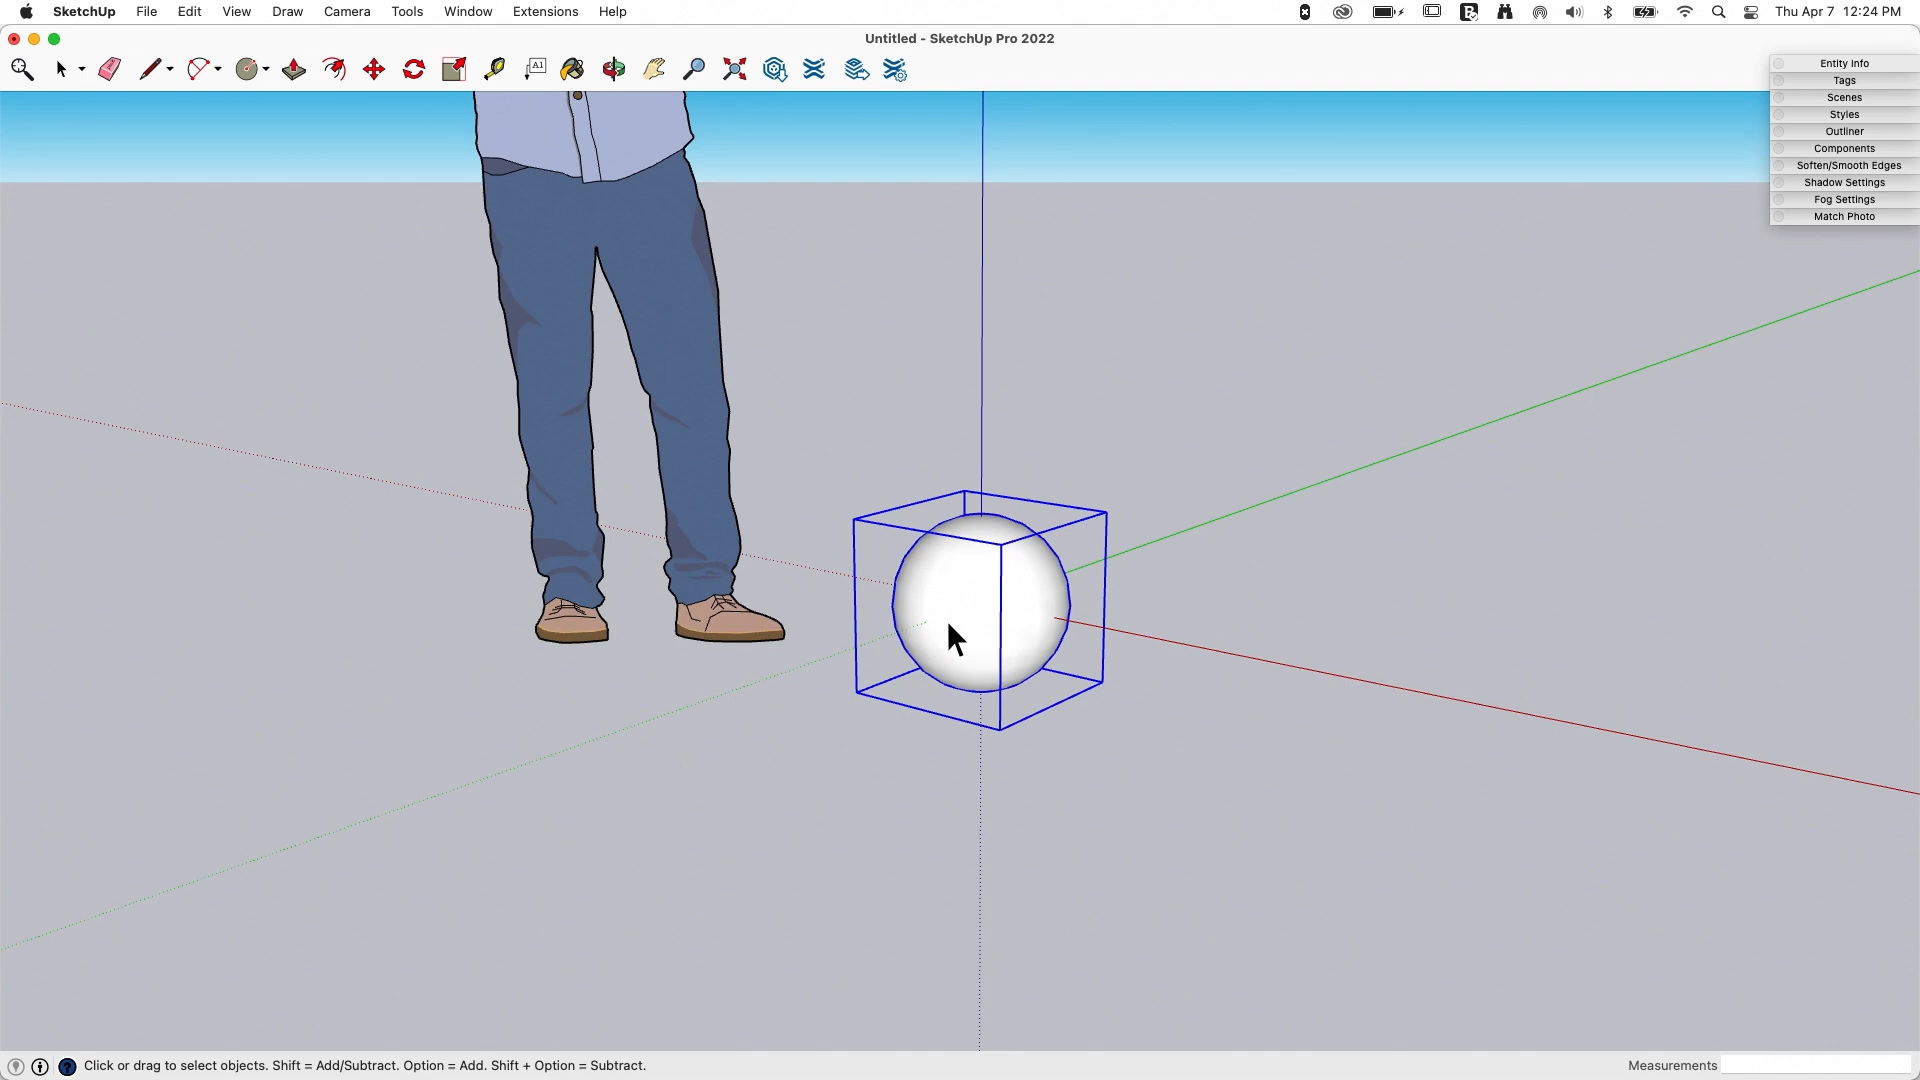 SketchUp File Edit View Draw Camera Tools Window Extensions Help Thu Apr 7 12:24 PM
Untitled - SketchUp Pro 2022
A1
Entity Info
Tags
Scenes
Styles
Outliner
Components
Soften/Smooth Edges
Shadow Settings
Fog Settings
Match Photo
Click or drag to select objects. Shift = Add/Subtract. Option = Add. Shift + Option = Subtract.
Measurements